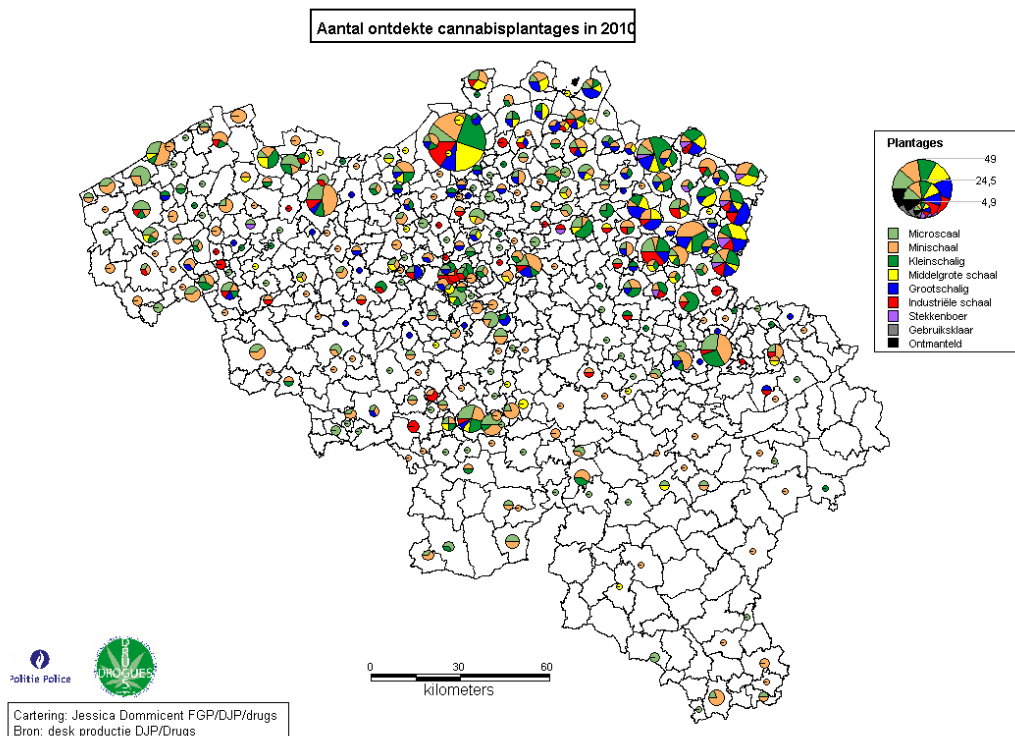 Aantal ontdekte cannabisplantages in 2010
Plantages
49
24,5
4,9
Microscaal
Minischaal
Kleinschalig
Middelgrote schaal
Grootschalig
Industriële schaal
Stekkenboer
Gebruiksklaar
Ontmanteld
Politie Police
DRUGS
DROGUES
0 30 60
kilometers
Cartering: Jessica Dommicent FGP/DJP/drugs
Bron: desk productie DJP/Drugs